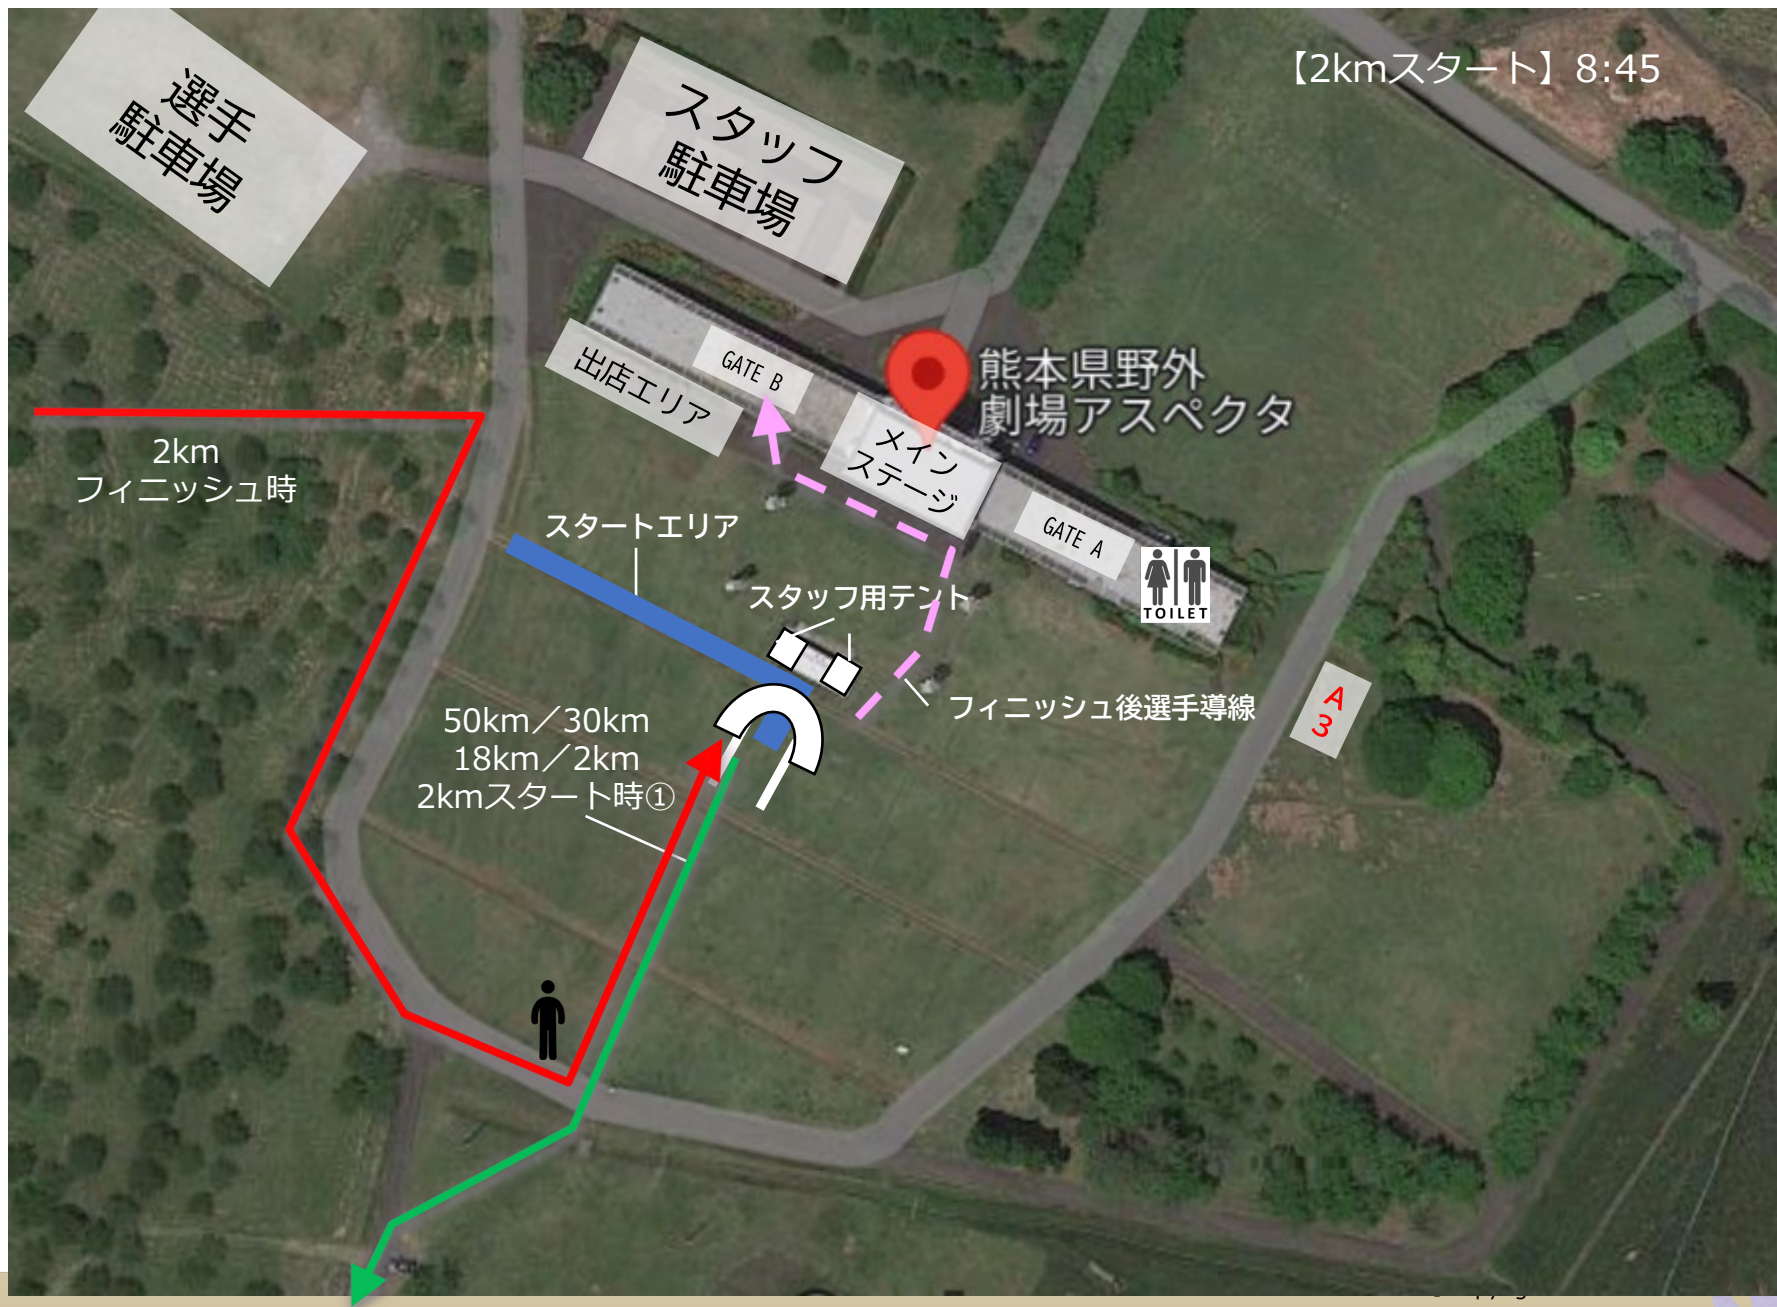 【2kmスタート】8:45
選手
駐車場
スタッフ
駐車場
熊本県野外
劇場アスペクタ
GATE B
出店エリア
メイン
ステージ
GATE A
TOILET
2km
フィニッシュ時
スタートエリア
スタッフ用テント
フィニッシュ後選手導線
A
3
50km／30km
18km／2km
2kmスタート時①